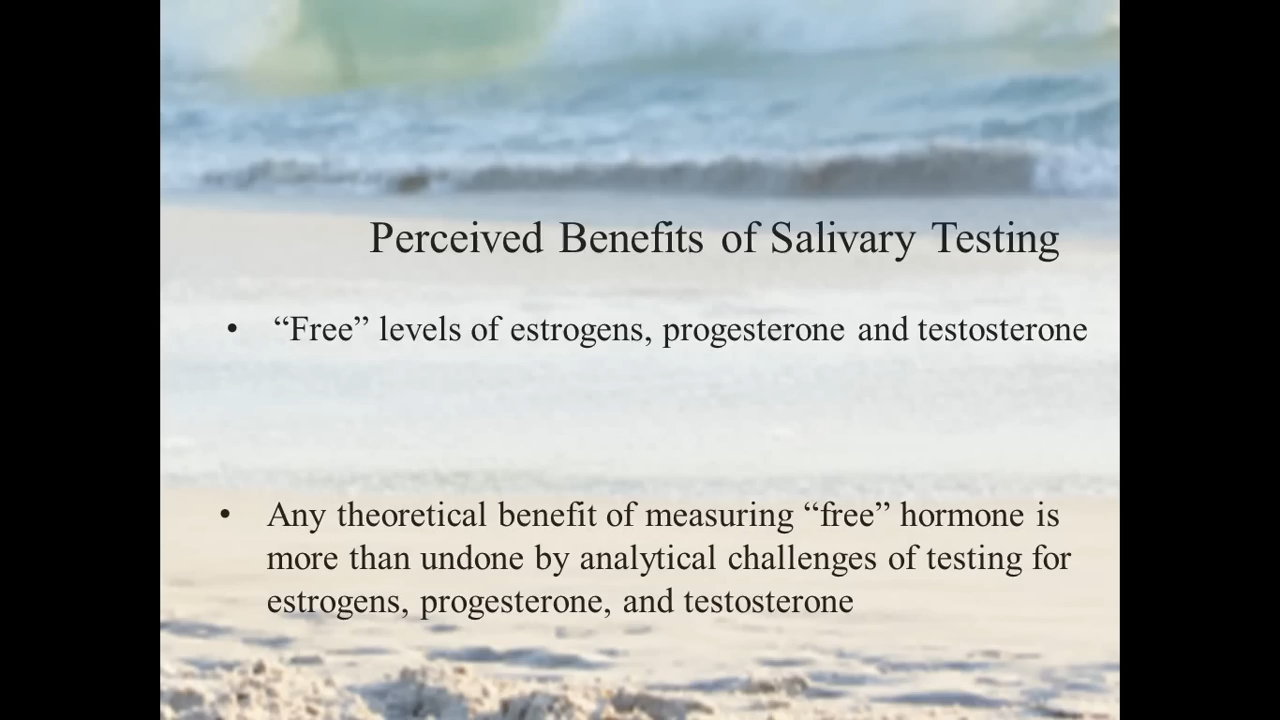 Perceived Benefits of Salivary Testing
• “Free” levels of estrogens, progesterone and testosterone
• Any theoretical benefit of measuring “free” hormone is
more than undone by analytical challenges of testing for
estrogens, progesterone, and testosterone